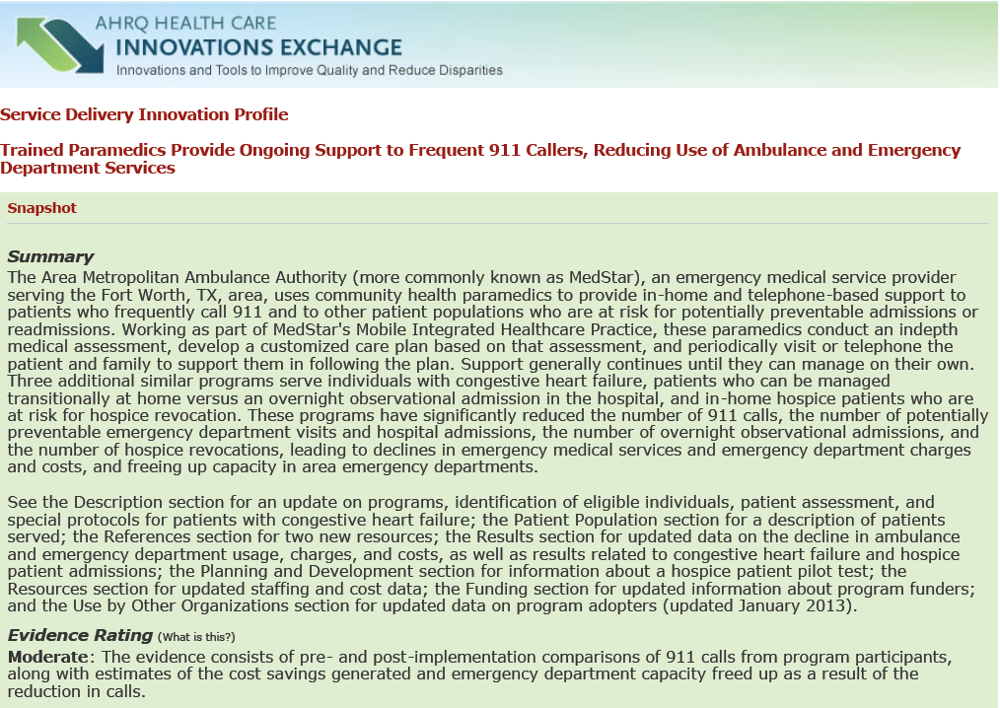 AHRQ HEALTH CARE
INNOVATIONS EXCHANGE
Innovations and Tools to Improve Quality and Reduce Disparities
Service Delivery Innovation Profile
Trained Paramedics Provide Ongoing Support to Frequent 911 Callers, Reducing Use of Ambulance and Emergency
Department Services
Snapshot
Summary
The Area Metropolitan Ambulance Authority (more commonly known as MedStar), an emergency medical service provider
serving the Fort Worth, TX, area, uses community health paramedics to provide in-home and telephone-based support to
patients who frequently call 911 and to other patient populations who are at risk for potentially preventable admissions or
readmissions. Working as part of MedStar's Mobile Integrated Healthcare Practice, these paramedics conduct an indepth
medical assessment, develop a customized care plan based on that assessment, and periodically visit or telephone the
patient and family to support them in following the plan. Support generally continues until they can manage on their own.
Three additional similar programs serve individuals with congestive heart failure, patients who can be managed
transitionally at home versus an overnight observational admission in the hospital, and in-home hospice patients who are
at risk for hospice revocation. These programs have significantly reduced the number of 911 calls, the number of potentially
preventable emergency department visits and hospital admissions, the number of overnight observational admissions, and
the number of hospice revocations, leading to declines in emergency medical services and emergency department charges
and costs, and freeing up capacity in area emergency departments.
See the Description section for an update on programs, identification of eligible individuals, patient assessment, and
special protocols for patients with congestive heart failure; the Patient Population section for a description of patients
served; the References section for two new resources; the Results section for updated data on the decline in ambulance
and emergency department usage, charges, and costs, as well as results related to congestive heart failure and hospice
patient admissions; the Planning and Development section for information about a hospice patient pilot test; the
Resources section for updated staffing and cost data; the Funding section for updated information about program funders;
and the Use by Other Organizations section for updated data on program adopters (updated January 2013).
Evidence Rating (What is this?)
Moderate: The evidence consists of pre- and post-implementation comparisons of 911 calls from program participants,
along with estimates of the cost savings generated and emergency department capacity freed up as a result of the
reduction in calls.